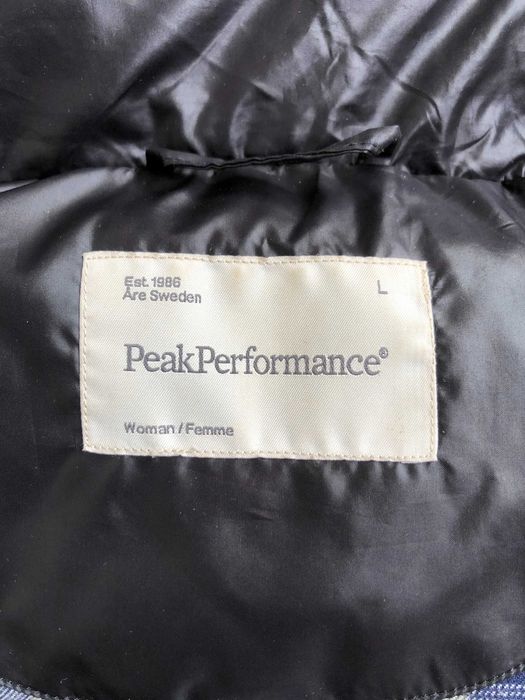 Est. 1986 L
Åre Sweden
PeakPerformance®
Woman / Femme